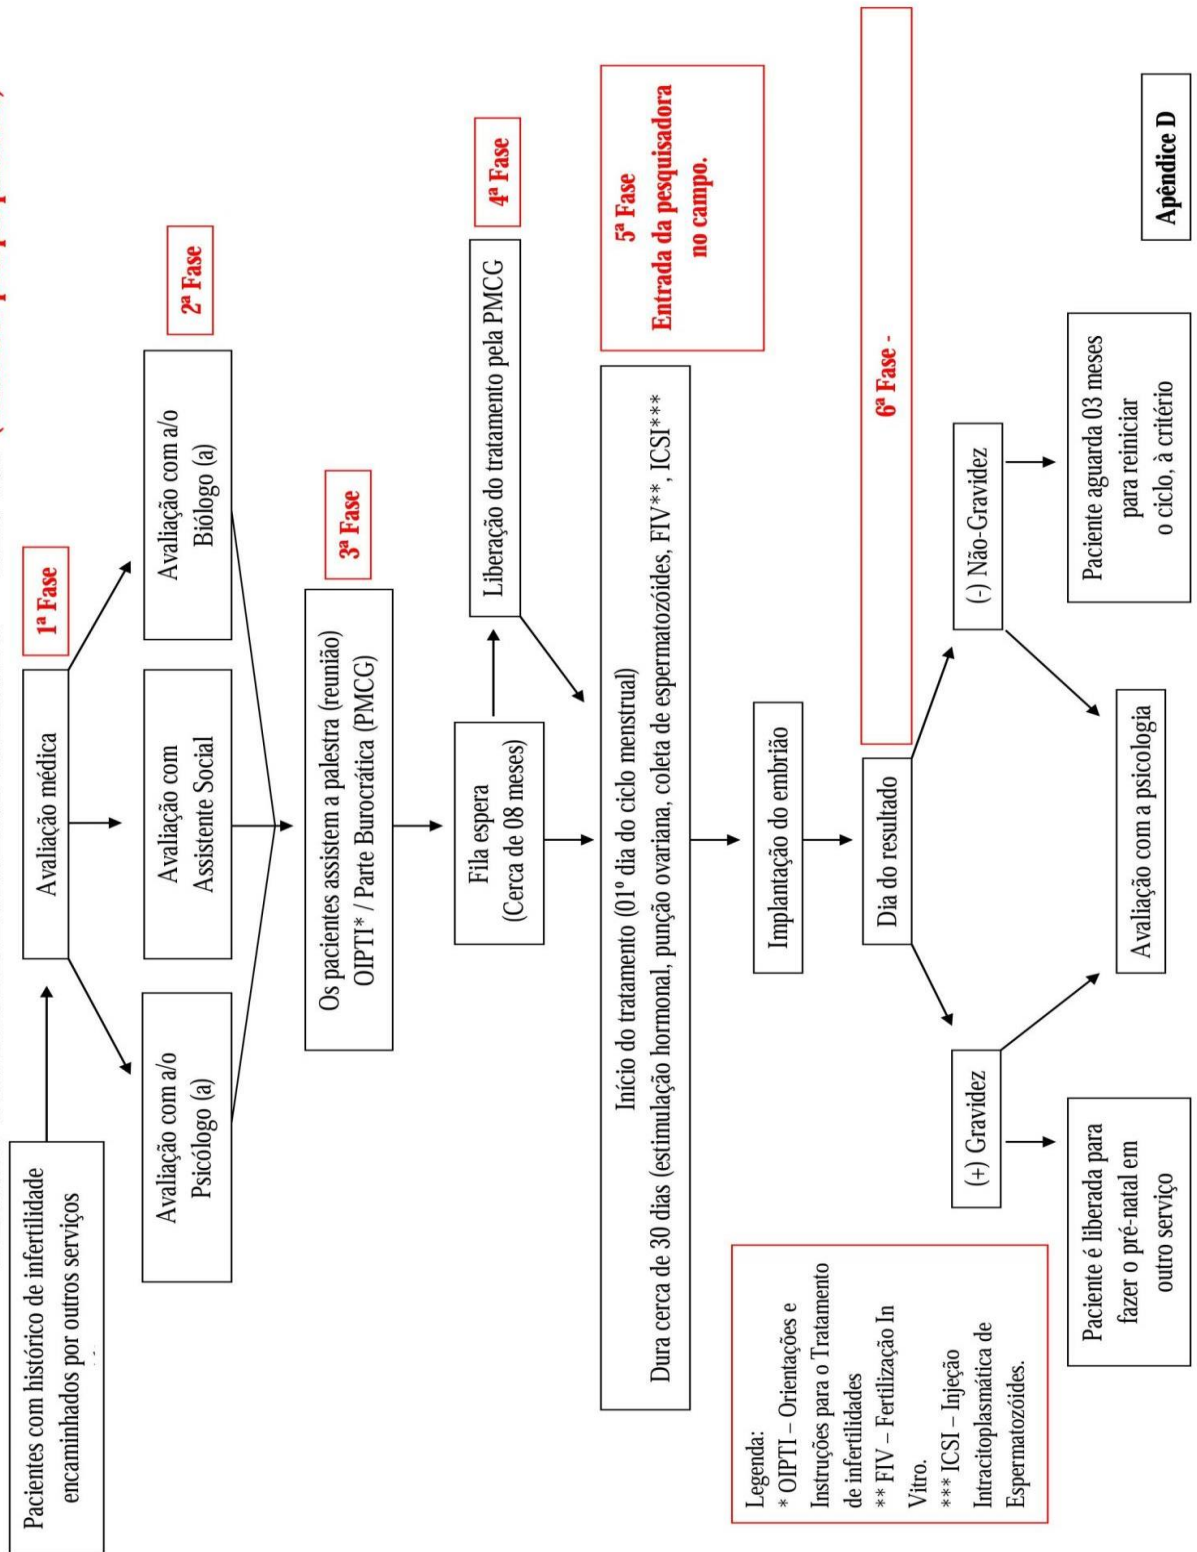 Pacientes com histórico de infertilidade
encaminhados por outros serviços
Avaliação médica
1ª Fase
Avaliação com a/o
Psicólogo (a)
Avaliação com
Assistente Social
Avaliação com a/o
Biólogo (a)
2ª Fase
Os pacientes assistem a palestra (reunião)
OIPTI* / Parte Burocrática (PMCG)
3ª Fase
Fila espera
(Cerca de 08 meses)
Liberação do tratamento pela PMCG
4ª Fase
Início do tratamento (01º dia do ciclo menstrual)
Dura cerca de 30 dias (estimulação hormonal, punção ovariana, coleta de espermatozóides, FIV**, ICSI***
5ª Fase
Entrada da pesquisadora
no campo.
Implantação do embrião
Dia do resultado
6ª Fase -
(+) Gravidez
(-) Não-Gravidez
Paciente é liberada para
fazer o pré-natal em
outro serviço
Avaliação com a psicologia
Paciente aguarda 03 meses
para reiniciar
o ciclo, à critério
Legenda:
* OIPTI – Orientações e
Instruções para o Tratamento
de infertilidades
** FIV – Fertilização In
Vitro.
*** ICSI – Injeção
Intracitoplasmática de
Espermatozóides.
Apêndice D